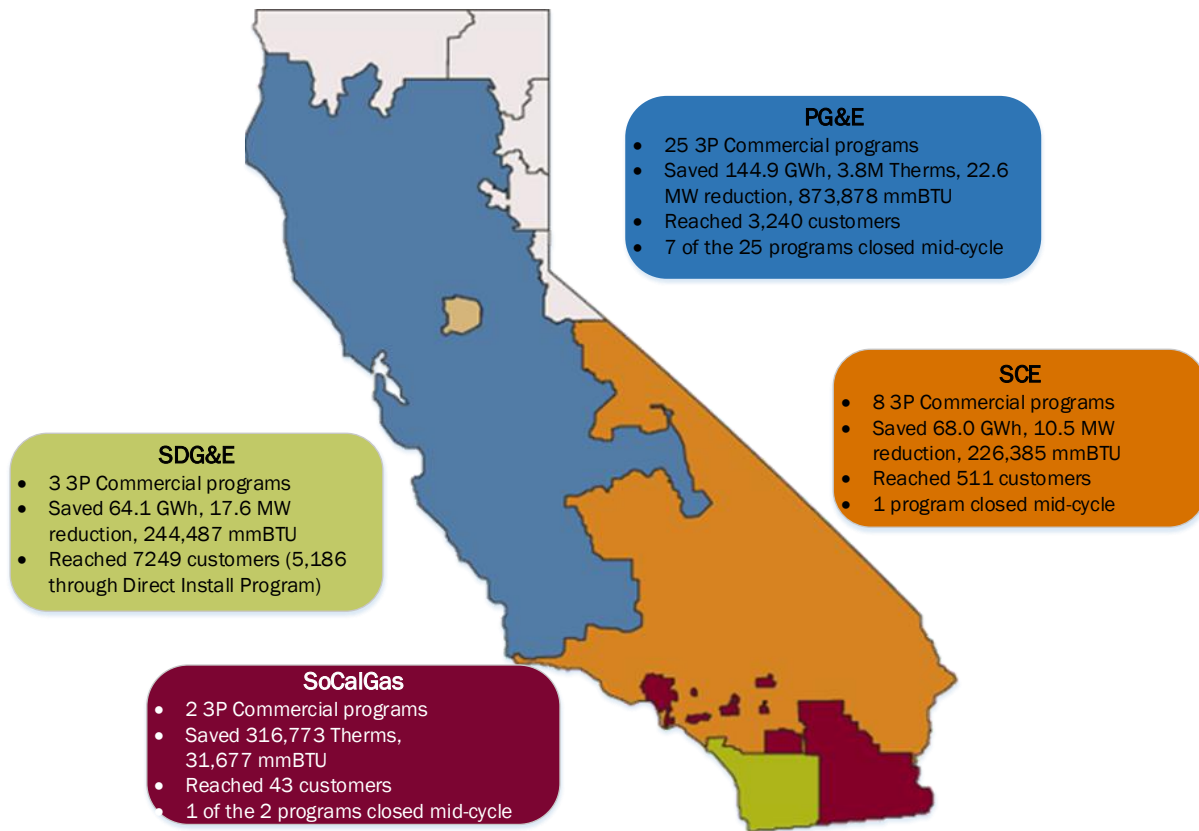 PG&E
• 25 3P Commercial programs
• Saved 144.9 GWh, 3.8M Therms, 22.6
MW reduction, 873,878 mmBTU
• Reached 3,240 customers
• 7 of the 25 programs closed mid-cycle
SCE
• 8 3P Commercial programs
• Saved 68.0 GWh, 10.5 MW
reduction, 226,385 mmBTU
• Reached 511 customers
• 1 program closed mid-cycle
SDG&E
• 3 3P Commercial programs
• Saved 64.1 GWh, 17.6 MW
reduction, 244,487 mmBTU
• Reached 7249 customers (5,186
through Direct Install Program)
SoCalGas
• 2 3P Commercial programs
• Saved 316,773 Therms,
31,677 mmBTU
• Reached 43 customers
• 1 of the 2 programs closed mid-cycle